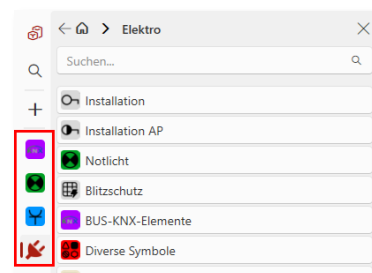 Elektro
Suchen...
Installation
Installation AP
Notlicht
Blitzschutz
BUS-KNX-Elemente
Diverse Symbole